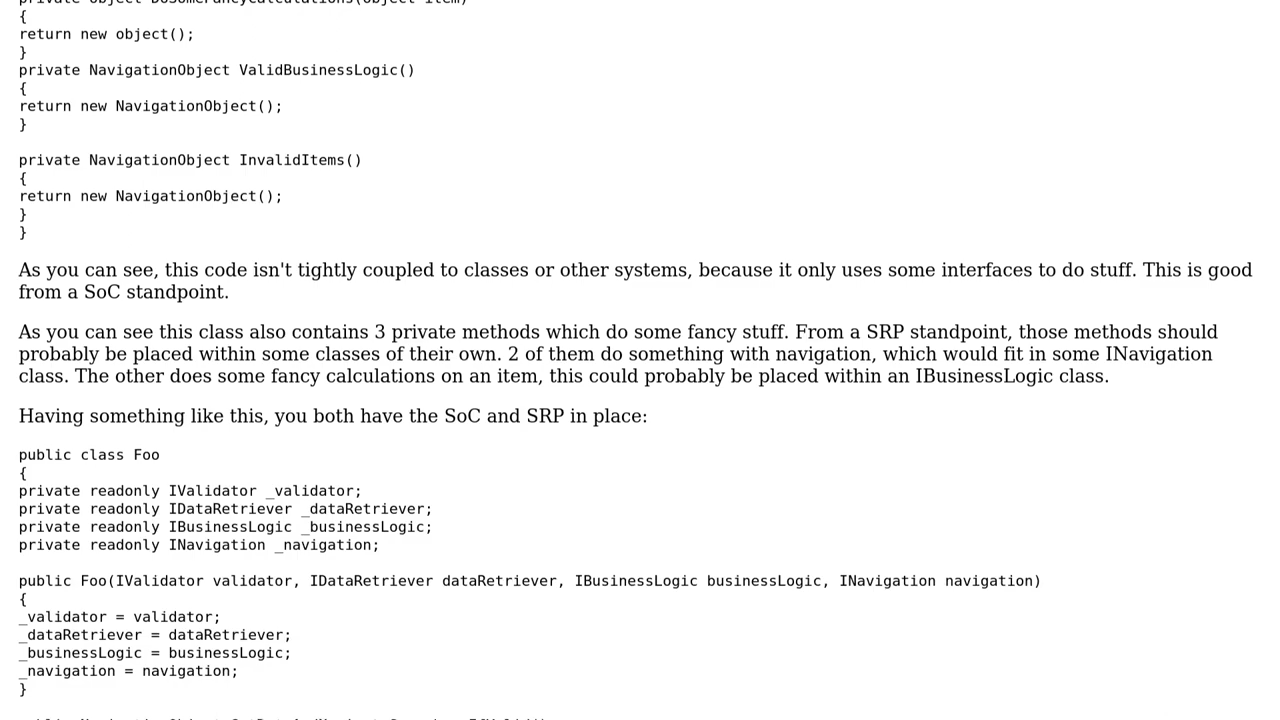 {
return new object();
}
private NavigationObject ValidBusinessLogic()
{
return new NavigationObject();
}
private NavigationObject InvalidItems()
{
return new NavigationObject();
}
}
As you can see, this code isn't tightly coupled to classes or other systems, because it only uses some interfaces to do stuff. This is good
from a SoC standpoint.
As you can see this class also contains 3 private methods which do some fancy stuff. From a SRP standpoint, those methods should
probably be placed within some classes of their own. 2 of them do something with navigation, which would fit in some INavigation
class. The other does some fancy calculations on an item, this could probably be placed within an IBusinessLogic class.
Having something like this, you both have the SoC and SRP in place:
public class Foo
{
private readonly IValidator _validator;
private readonly IDataRetriever _dataRetriever;
private readonly IBusinessLogic _businessLogic;
private readonly INavigation _navigation;
public Foo(IValidator validator, IDataRetriever dataRetriever, IBusinessLogic businessLogic, INavigation navigation)
{
_validator = validator;
_dataRetriever = dataRetriever;
_businessLogic = businessLogic;
_navigation = navigation;
}